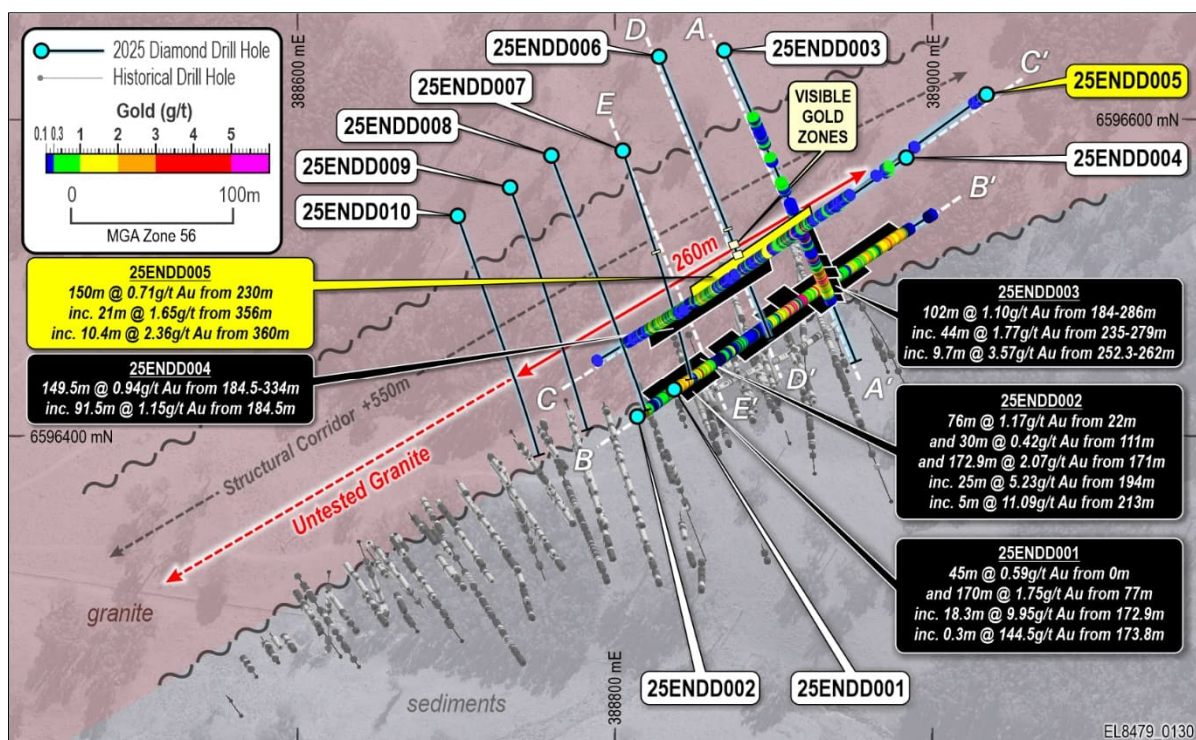 2025 Diamond Drill Hole
Historical Drill Hole
Gold (g/t)
0.1 0.3 1 2 3 4 5
0 100m
MGA Zone 56
388600 mE
D
A
389000 mE
C'
25ENDD006
25ENDD003
25ENDD007
E
VISIBLE
GOLD
ZONES
25ENDD005
6596600 mN
25ENDD008
25ENDD004
25ENDD009
B'
25ENDD010
260m
25ENDD005
150m @ 0.71g/t Au from 230m
inc. 21m @ 1.65g/t from 356m
inc. 10.4m @ 2.36g/t from 360m
25ENDD003
102m @ 1.10g/t Au from 184-286m
inc. 44m @ 1.77g/t Au from 235-279m
inc. 9.7m @ 3.57g/t Au from 252.3-262m
25ENDD004
149.5m @ 0.94g/t Au from 184.5-334m
inc. 91.5m @ 1.15g/t Au from 184.5m
C
D'
A'
E'
B
6596400 mN
Structural Corridor +550m
Untested Granite
25ENDD002
76m @ 1.17g/t Au from 22m
and 30m @ 0.42g/t Au from 111m
and 172.9m @ 2.07g/t Au from 171m
inc. 25m @ 5.23g/t Au from 194m
inc. 5m @ 11.09g/t Au from 213m
25ENDD001
45m @ 0.59g/t Au from 0m
and 170m @ 1.75g/t Au from 77m
inc. 18.3m @ 9.95g/t Au from 172.9m
inc. 0.3m @ 144.5g/t Au from 173.8m
granite
sediments
388800 mE
25ENDD002
25ENDD001
EL8479_0130